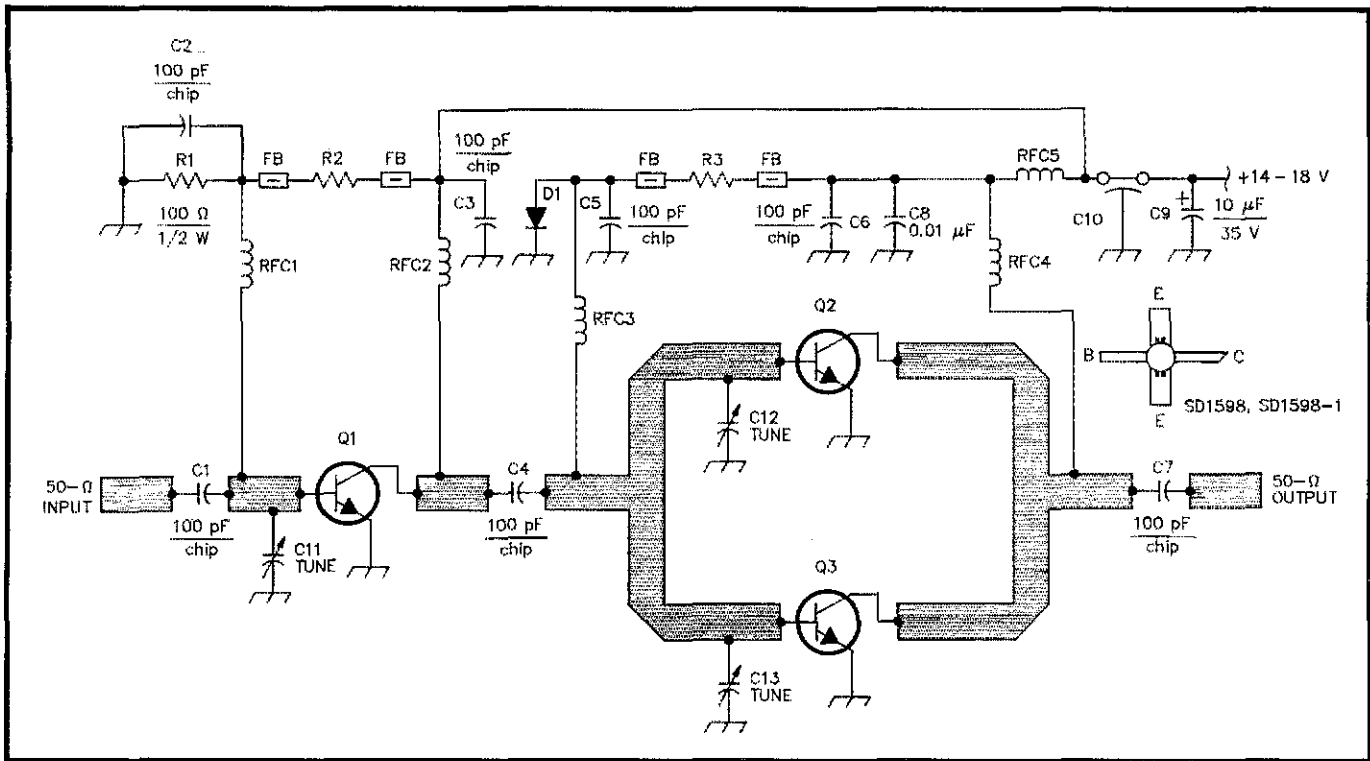 C2
100 pF
chip
R1
100 Ω
1/2 W
FB
R2
FB
100 pF
chip
C3
D1
C5
100 pF
chip
FB
R3
FB
100 pF
chip
C6
C8
0.01 µF
RFC5
C10
C9
+
10 µF
35 V
+14-18 V
RFC1
RFC2
RFC3
RFC4
Q2
E
B
C
E
SD1598, SD1598-1
C12
TUNE
Q1
50-Ω
INPUT
C1
100 pF
chip
C11
TUNE
C4
100 pF
chip
C7
100 pF
chip
50-Ω
OUTPUT
Q3
C13
TUNE